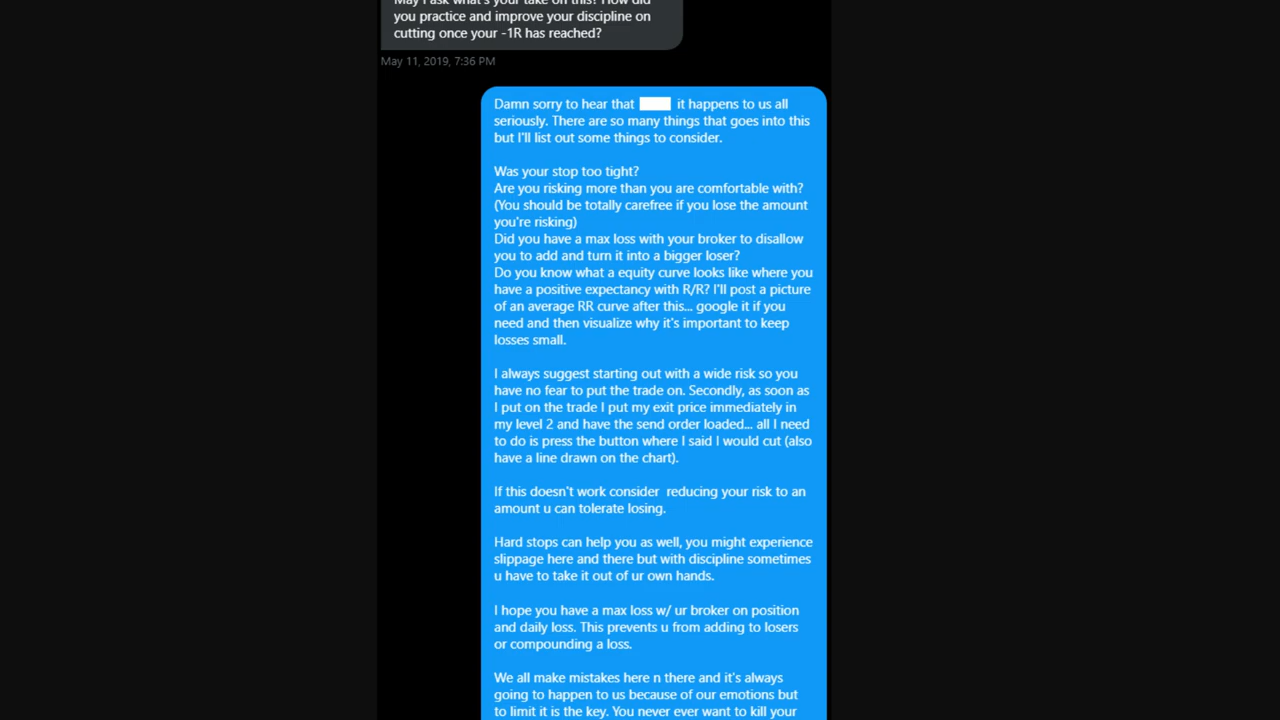 May I ask what's your take on this? How did
you practice and improve your discipline on
cutting once your -1R has reached?
May 11, 2019, 7:36 PM
Damn sorry to hear that it happens to us all
seriously. There are so many things that goes into this
but I'll list out some things to consider.
Was your stop too tight?
Are you risking more than you are comfortable with?
(You should be totally carefree if you lose the amount
you're risking)
Did you have a max loss with your broker to disallow
you to add and turn it into a bigger loser?
Do you know what a equity curve looks like where you
have a positive expectancy with R/R? I'll post a picture
of an average RR curve after this... google it if you
need and then visualize why it's important to keep
losses small.
I always suggest starting out with a wide risk so you
have no fear to put the trade on. Secondly, as soon as
I put on the trade I put my exit price immediately in
my level 2 and have the send order loaded... all I need
to do is press the button where I said I would cut (also
have a line drawn on the chart).
If this doesn't work consider  reducing your risk to an
amount u can tolerate losing.
Hard stops can help you as well, you might experience
slippage here and there but with discipline sometimes
u have to take it out of ur own hands.
I hope you have a max loss w/ ur broker on position
and daily loss. This prevents u from adding to losers
or compounding a loss.
We all make mistakes here n there and it's always
going to happen to us because of our emotions but
to limit it is the key. You never ever want to kill your